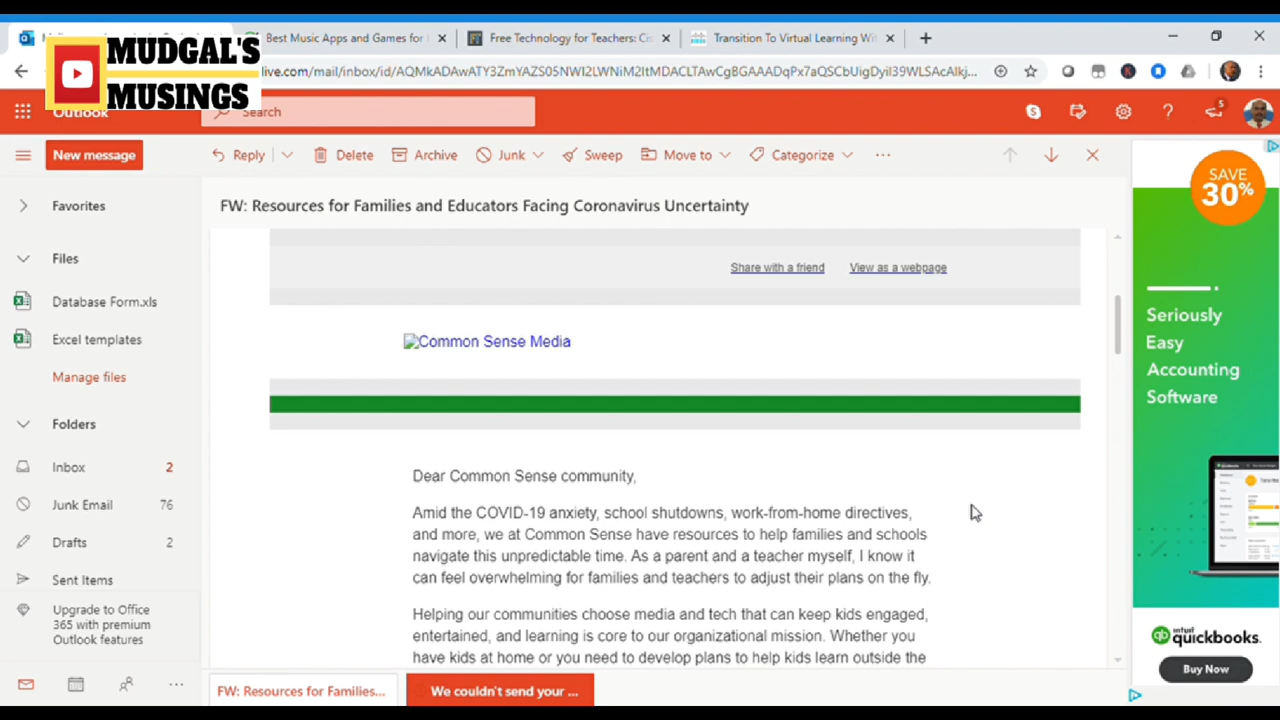 MUDGAL'S
MUSINGS
Best Music Apps and Games for
Free Technology for Teachers: Cis
Transition To Virtual Learning Wit
live.com/mail/inbox/id/
Outlook
Search
5
New message
Reply
Delete
Archive
Junk
Sweep
Move to
Categorize
Favorites
FW: Resources for Families and Educators Facing Coronavirus Uncertainty
Files
Database Form.xls
Excel templates
Manage files
Folders
Inbox 2
Junk Email 76
Drafts 2
Sent Items
Upgrade to Office
365 with premium
Outlook features
Share with a friend View as a webpage
Common Sense Media
Dear Common Sense community,
Amid the COVID-19 anxiety, school shutdowns, work-from-home directives,
and more, we at Common Sense have resources to help families and schools
navigate this unpredictable time. As a parent and a teacher myself, I know it
can feel overwhelming for families and teachers to adjust their plans on the fly.
Helping our communities choose media and tech that can keep kids engaged,
entertained, and learning is core to our organizational mission. Whether you
have kids at home or you need to develop plans to help kids learn outside the
FW: Resources for Families...
We couldn't send your ...
SAVE
30%
Seriously
Easy
Accounting
Software
intuit
quickbooks.
Buy Now